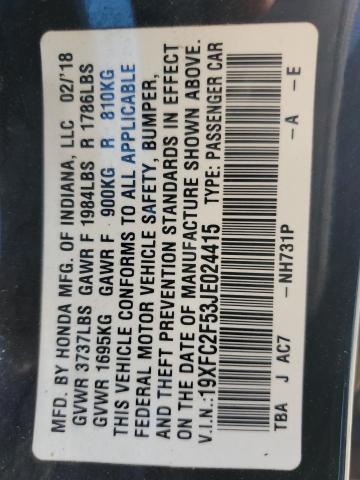 MFD. BY HONDA MFG. OF INDIANA, LLC 02/'18
GVWR 3737LBS GAWR F 1984LBS R 1786LBS
GVWR 1695KG GAWR F 900KG R 810KG
THIS VEHICLE CONFORMS TO ALL APPLICABLE
FEDERAL MOTOR VEHICLE SAFETY, BUMPER,
AND THEFT PREVENTION STANDARDS IN EFFECT
ON THE DATE OF MANUFACTURE SHOWN ABOVE.
V.I.N.:19XFC2F53JE024415 TYPE: PASSENGER CAR
TBA J AC7 -NH731P -A -E